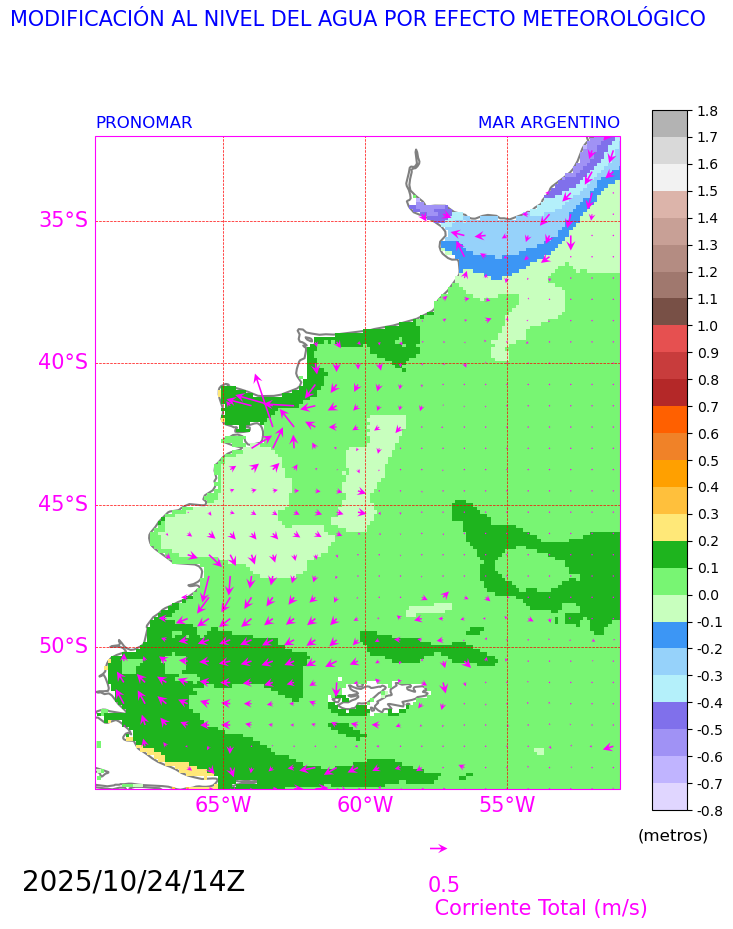 MODIFICACIÓN AL NIVEL DEL AGUA POR EFECTO METEOROLÓGICO
PRONOMAR
MAR ARGENTINO
35°S
40°S
45°S
50°S
65°W
60°W
55°W
1.8
1.7
1.6
1.5
1.4
1.3
1.2
1.1
1.0
0.9
0.8
0.7
0.6
0.5
0.4
0.3
0.2
0.1
0.0
-0.1
-0.2
-0.3
-0.4
-0.5
-0.6
-0.7
-0.8
(metros)
2025/10/24/14Z
0.5
Corriente Total (m/s)